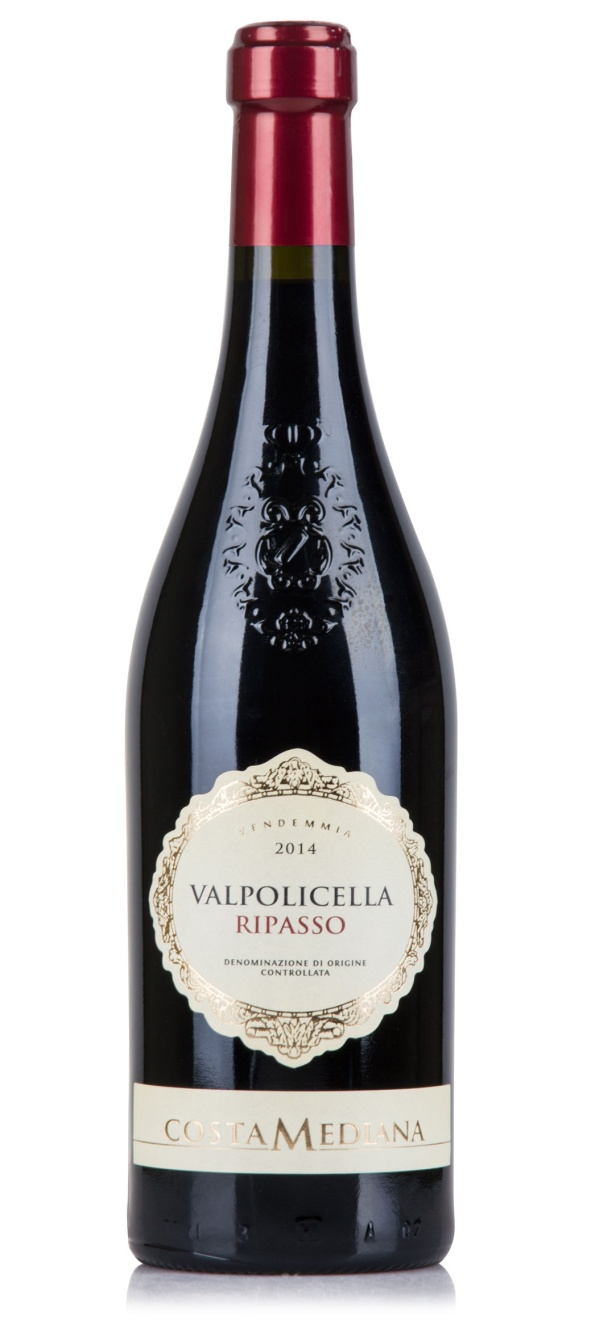 VENDEMMIA
2014
VALPOLICELLA
RIPASSO
DENOMINAZIONE DI ORIGINE
CONTROLLATA
COSTAMEDIANA